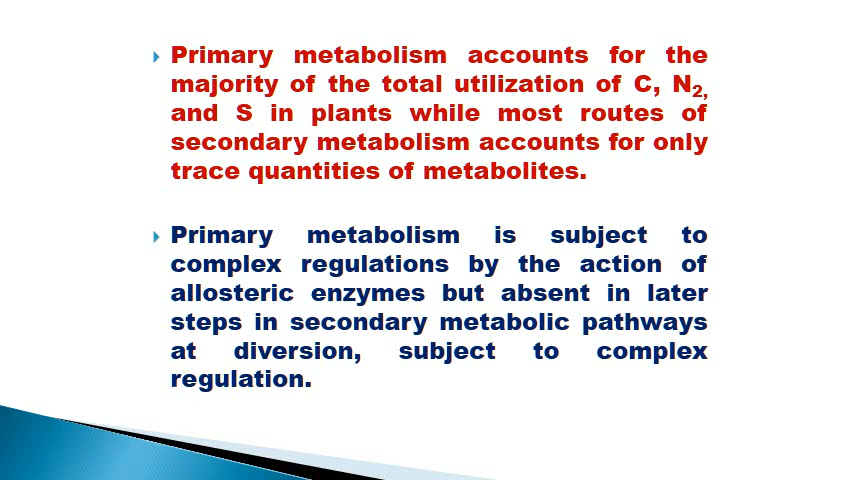 Primary metabolism accounts for the
majority of the total utilization of C, N₂,
and S in plants while most routes of
secondary metabolism accounts for only
trace quantities of metabolites.
Primary metabolism is subject to
complex regulations by the action of
allosteric enzymes but absent in later
steps in secondary metabolic pathways
at diversion, subject to complex
regulation.